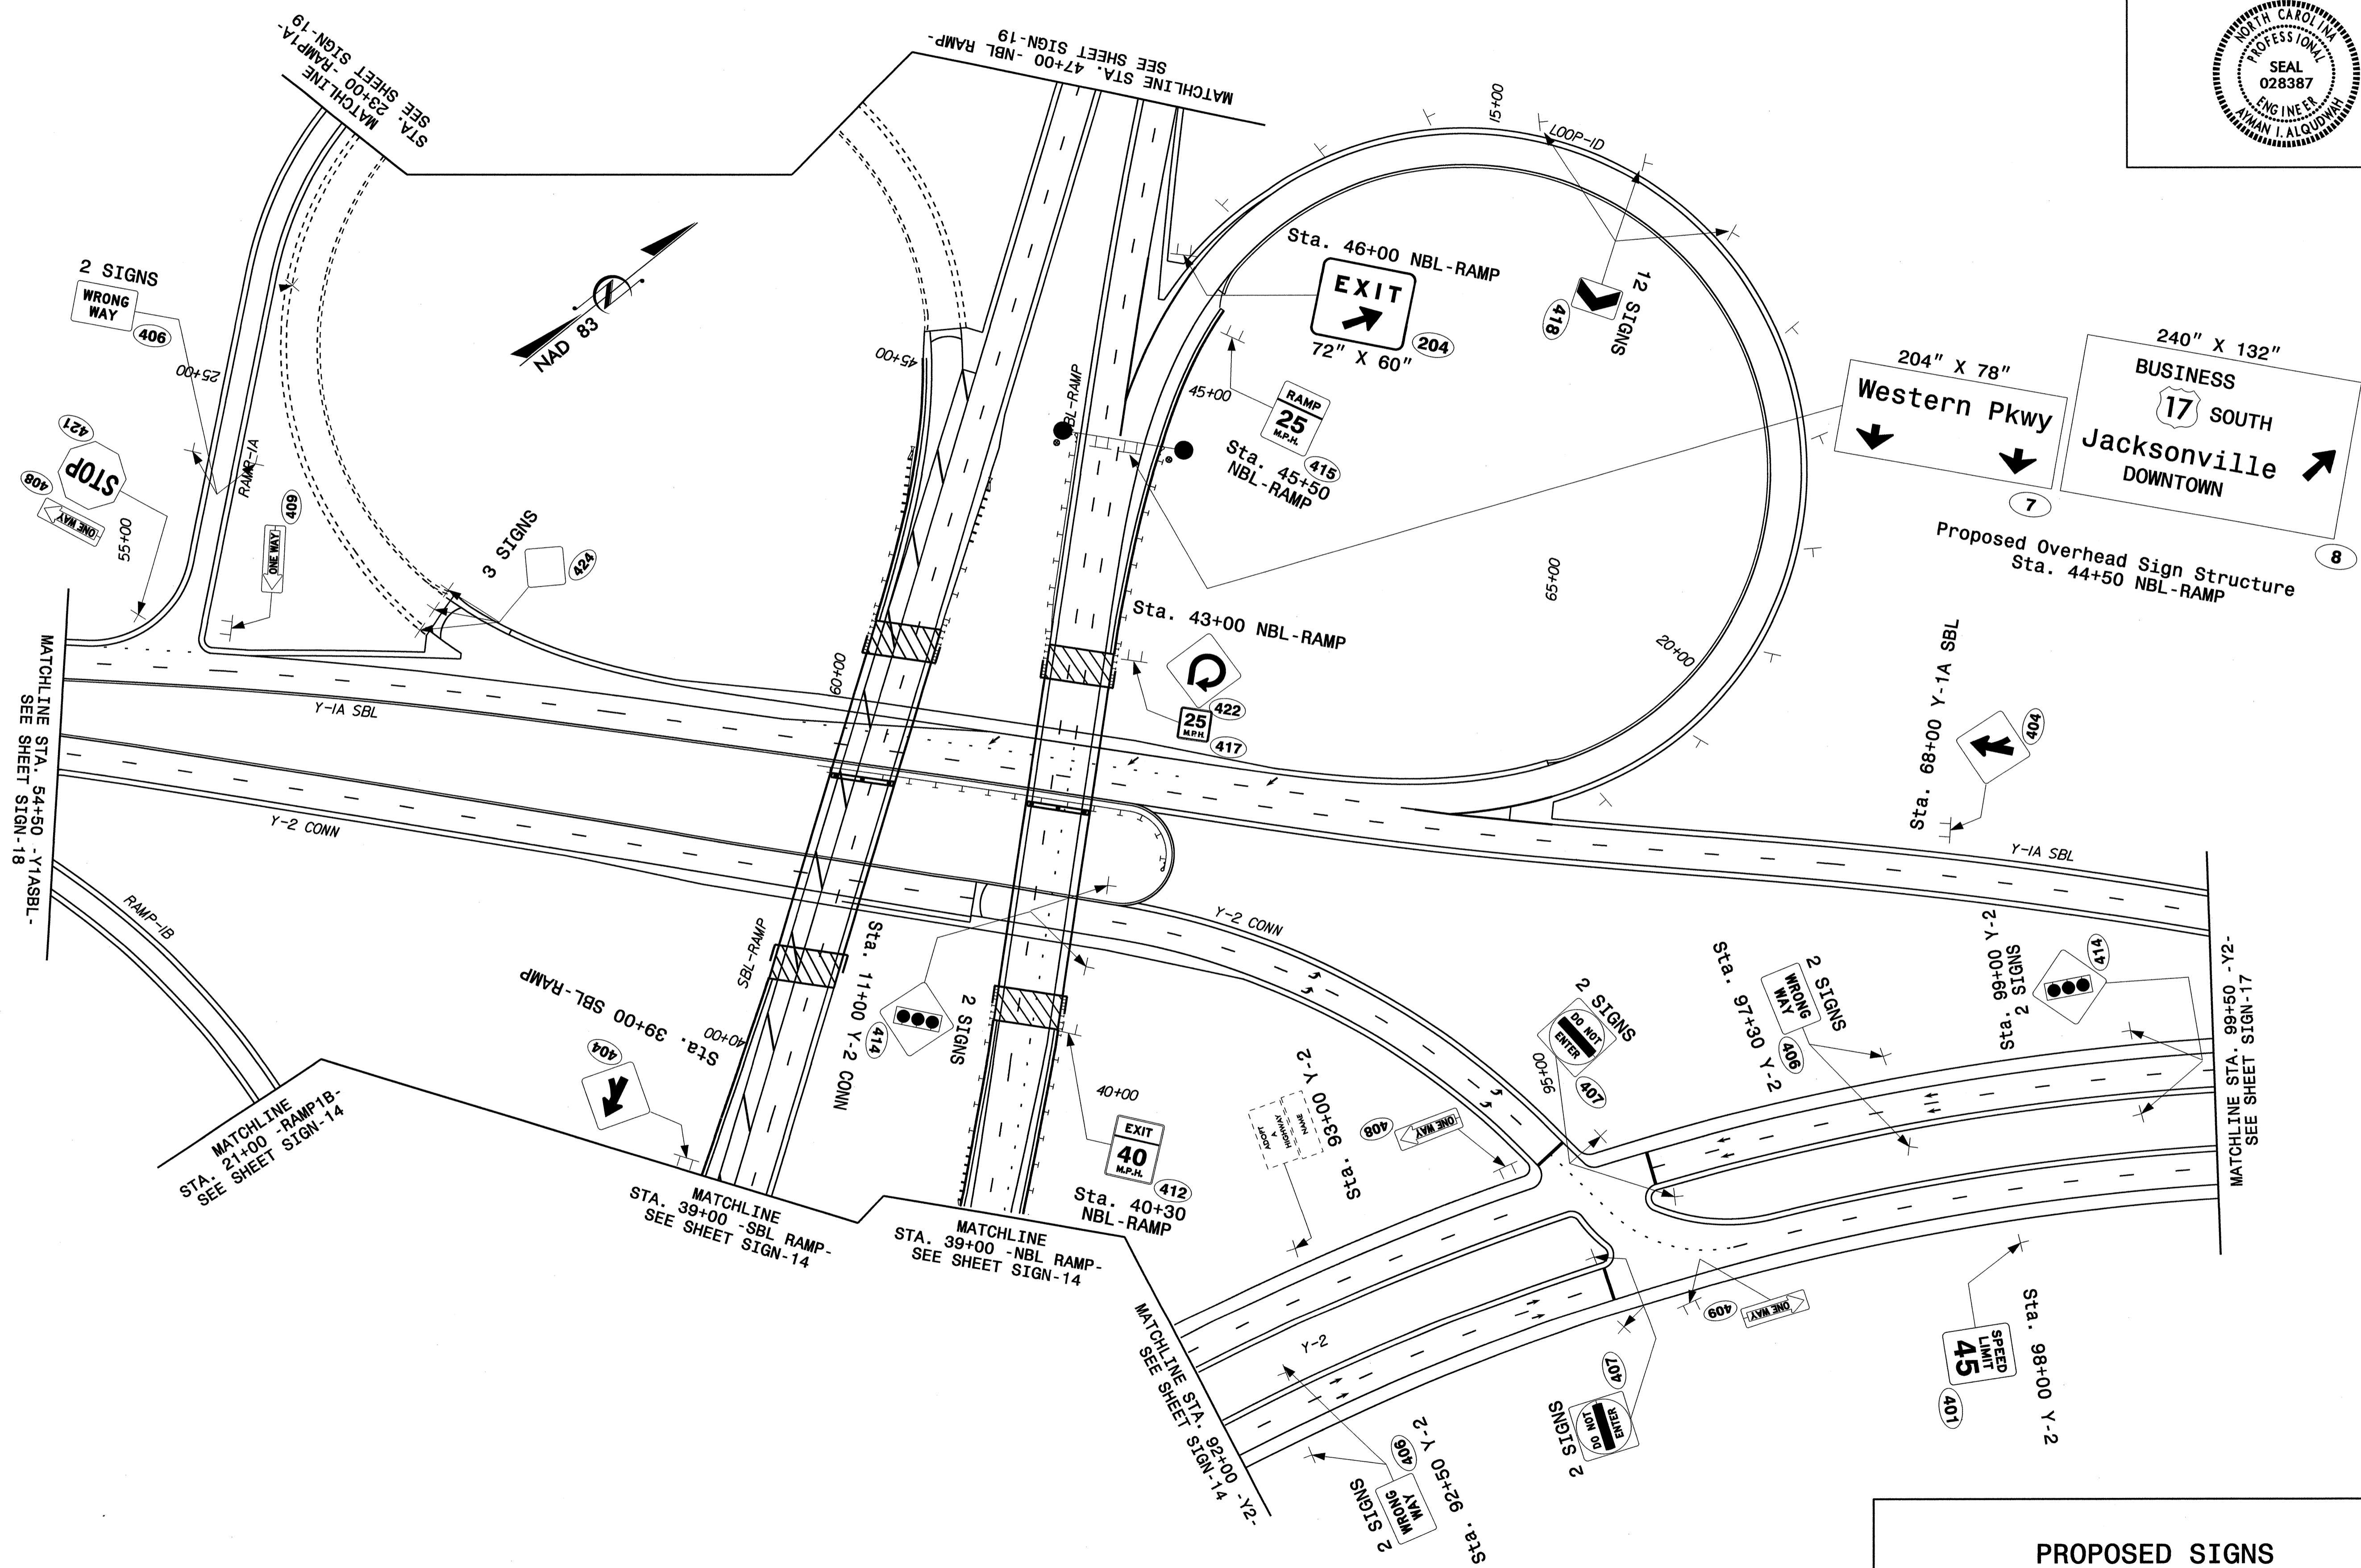 MATCHLINE
STA. 23+00 -RAMP1A-
SEE SHEET SIGN-19
MATCHLINE STA. 47+00 -NBL RAMP-
SEE SHEET SIGN-19
NORTH CAROLINA
PROFESSIONAL
SEAL
028387
ENGINEER
AYMAN I. ALQUDWAH
15+00
LOOP-1D
2 SIGNS
WRONG
WAY
406
25+00
RAMP-1A
NAD 83
45+00
NBL-RAMP
Sta. 46+00 NBL-RAMP
EXIT
204
72" X 60"
45+00
RAMP
25
M.P.H.
415
Sta. 45+50
NBL-RAMP
12 SIGNS
418
204" X 78"
Western Pkwy
7
240" X 132"
BUSINESS
17 SOUTH
Jacksonville
DOWNTOWN
8
Proposed Overhead Sign Structure
Sta. 44+50 NBL-RAMP
421
STOP
408
ONE WAY
55+00
409
ONE WAY
3 SIGNS
424
60+00
Sta. 43+00 NBL-RAMP
422
25
M.P.H.
417
65+00
20+00
Sta. 68+00 Y-1A SBL
404
MATCHLINE STA. 54+50 -Y1ASBL-
SEE SHEET SIGN-18
Y-1A SBL
Y-2 CONN
RAMP-1B
Y-1A SBL
Y-2 CONN
SBL-RAMP
Sta. 39+00 SBL-RAMP
40+00
404
Sta. 11+00 Y-2 CONN
414
2 SIGNS
40+00
EXIT
40
M.P.H.
412
Sta. 40+30
NBL-RAMP
MATCHLINE
STA. 21+00 -RAMP1B-
SEE SHEET SIGN-14
MATCHLINE
STA. 39+00 -SBL RAMP-
SEE SHEET SIGN-14
MATCHLINE
STA. 39+00 -NBL RAMP-
SEE SHEET SIGN-14
ADOPT
HIGHWAY
NAME
Sta. 93+00 Y-2
408
ONE WAY
2 SIGNS
DO NOT
ENTER
407
95+00
2 SIGNS
WRONG
WAY
406
Sta. 97+30 Y-2
Sta. 99+00 Y-2
2 SIGNS
414
MATCHLINE STA. 99+50 -Y2-
SEE SHEET SIGN-17
MATCHLINE STA. 92+00 -Y2-
SEE SHEET SIGN-14
Y-2
409
ONE WAY
407
DO NOT
ENTER
2 SIGNS
SPEED
LIMIT
45
401
Sta. 98+00 Y-2
406
WRONG
WAY
2 SIGNS
Sta. 92+50 Y-2
PROPOSED SIGNS